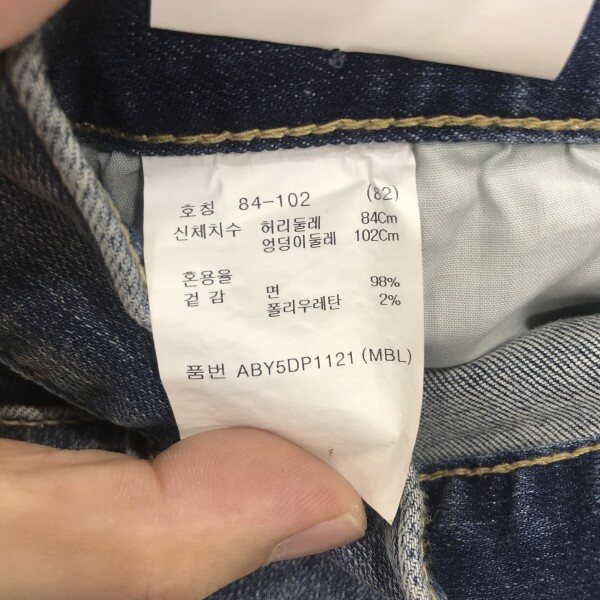 호칭 84-102 (82)
신체치수 허리둘레 84Cm
엉덩이둘레 102Cm
혼용율
겉 감 면 98%
폴리우레탄 2%
품번 ABY5DP1121 (MBL)